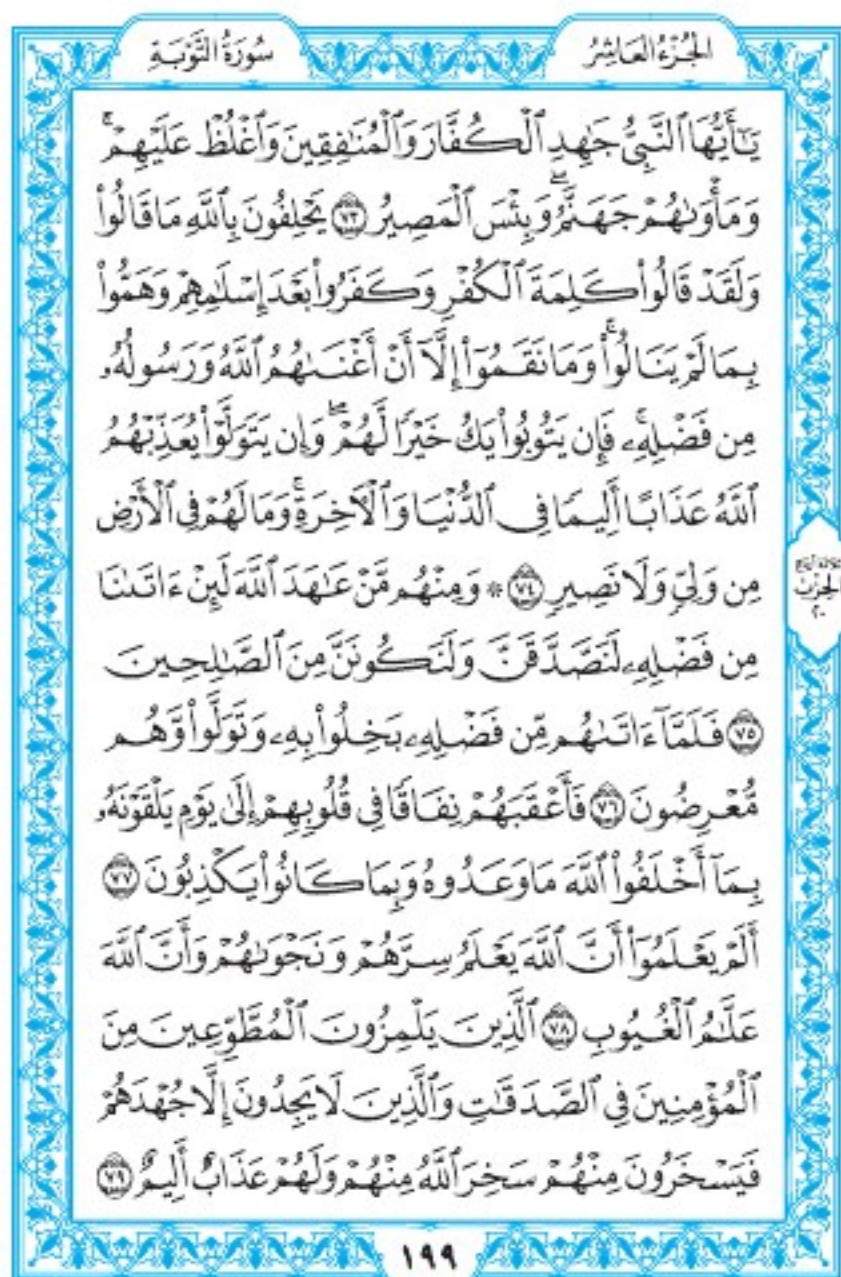 الجُزْءُ العَاشِرُ
سُورَةُ التَّوْبَةِ
يَـٰٓأَيُّهَا ٱلنَّبِىُّ جَـٰهِدِ ٱلْكُفَّارَ وَٱلْمُنَـٰفِقِينَ وَٱغْلُظْ عَلَيْهِمْ ۚ
وَمَأْوَىٰهُمْ جَهَنَّمُ ۖ وَبِئْسَ ٱلْمَصِيرُ ٧٣ يَحْلِفُونَ بِٱللَّهِ مَا قَالُوا۟
وَلَقَدْ قَالُوا۟ كَلِمَةَ ٱلْكُفْرِ وَكَفَرُوا۟ بَعْدَ إِسْلَـٰمِهِمْ وَهَمُّوا۟
بِمَا لَمْ يَنَالُوا۟ ۚ وَمَا نَقَمُوٓا۟ إِلَّآ أَنْ أَغْنَىٰهُمُ ٱللَّهُ وَرَسُولُهُۥ
مِن فَضْلِهِۦ ۚ فَإِن يَتُوبُوا۟ يَكُ خَيْرًا لَّهُمْ ۖ وَإِن يَتَوَلَّوْا۟ يُعَذِّبْهُمُ
ٱللَّهُ عَذَابًا أَلِيمًا فِى ٱلدُّنْيَا وَٱلْـَٔاخِرَةِ ۚ وَمَا لَهُمْ فِى ٱلْأَرْضِ
مِن وَلِىٍّ وَلَا نَصِيرٍ ٧٤ * وَمِنْهُم مَّنْ عَـٰهَدَ ٱللَّهَ لَئِنْ ءَاتَىٰنَا
مِن فَضْلِهِۦ لَنَصَّدَّقَنَّ وَلَنَكُونَنَّ مِنَ ٱلصَّـٰلِحِينَ
٧٥ فَلَمَّآ ءَاتَىٰهُم مِّن فَضْلِهِۦ بَخِلُوا۟ بِهِۦ وَتَوَلَّوا۟ وَّهُم
مُّعْرِضُونَ ٧٦ فَأَعْقَبَهُمْ نِفَاقًا فِى قُلُوبِهِمْ إِلَىٰ يَوْمِ يَلْقَوْنَهُۥ
بِمَآ أَخْلَفُوا۟ ٱللَّهَ مَا وَعَدُوهُ وَبِمَا كَانُوا۟ يَكْذِبُونَ ٧٧
أَلَمْ يَعْلَمُوٓا۟ أَنَّ ٱللَّهَ يَعْلَمُ سِرَّهُمْ وَنَجْوَىٰهُمْ وَأَنَّ ٱللَّهَ
عَلَّـٰمُ ٱلْغُيُوبِ ٧٨ ٱلَّذِينَ يَلْمِزُونَ ٱلْمُطَّوِّعِينَ مِنَ
ٱلْمُؤْمِنِينَ فِى ٱلصَّدَقَـٰتِ وَٱلَّذِينَ لَا يَجِدُونَ إِلَّا جُهْدَهُمْ
فَيَسْخَرُونَ مِنْهُمْ ۙ سَخِرَ ٱللَّهُ مِنْهُمْ وَلَهُمْ عَذَابٌ أَلِيمٌ ٧٩
الحِزْب
٢٠
١٩٩